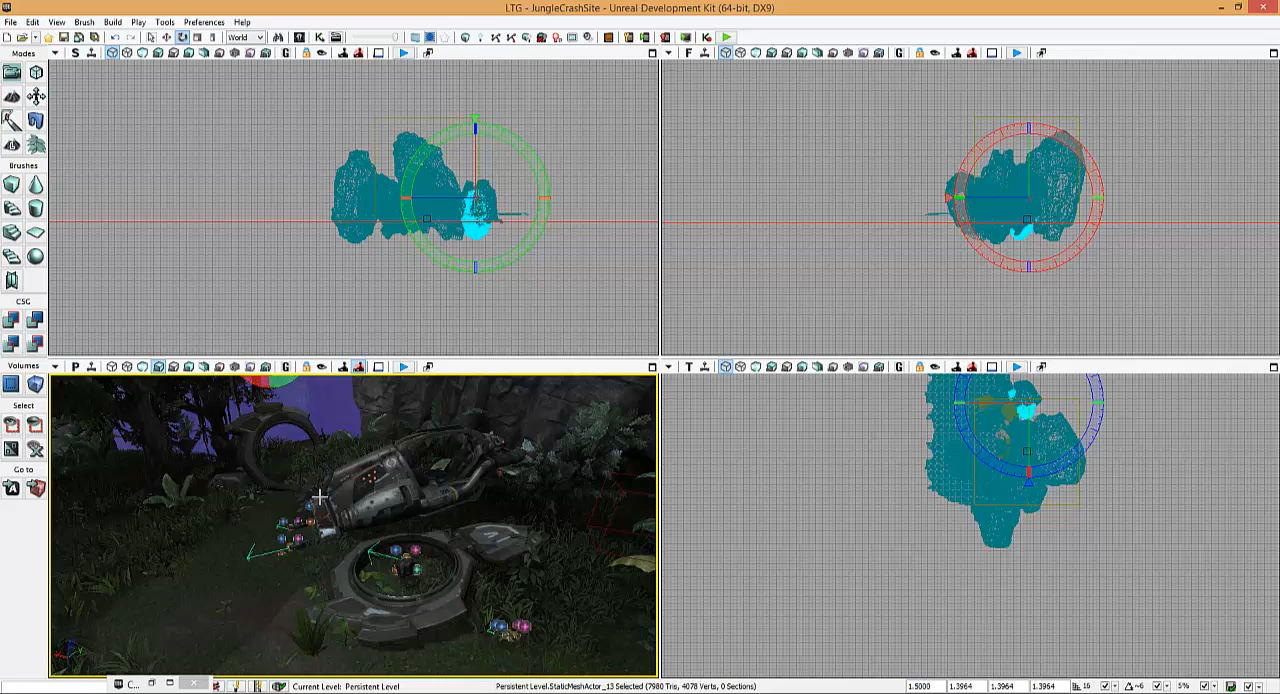 LTG - JungleCrashSite - Unreal Development Kit (64-bit, DX9)
File Edit View Brush Build Play Tools Preferences Help
World
Modes
S
G
F
G
Brushes
CSG
Volumes
P
G
T
G
Select
Go to
C...
Current Level: Persistent Level
Persistent Level.StaticMeshActor_13 Selected (7980 Tris, 4078 Verts, 0 Sections)
1.5000 1.3964 1.3964 1.3964 16 ~6 5%